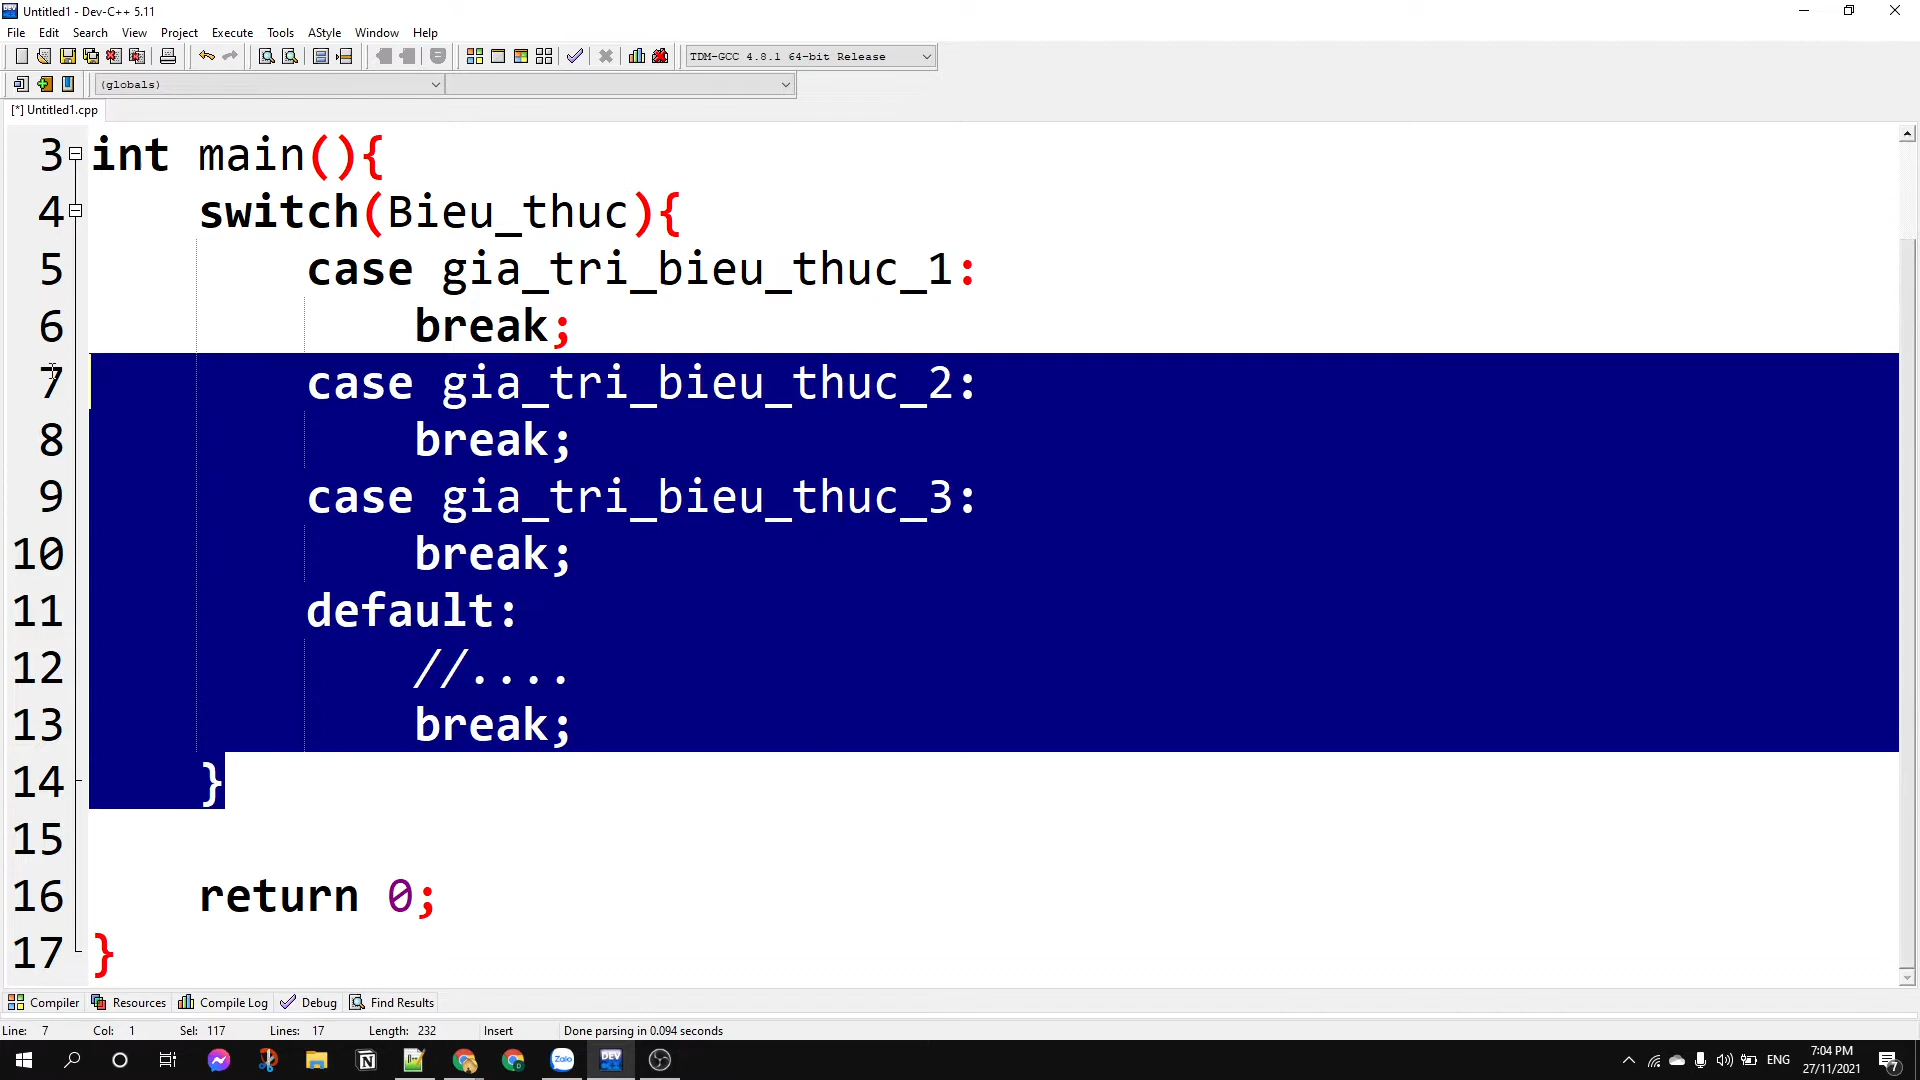 Untitled1 - Dev-C++ 5.11
File Edit Search View Project Execute Tools AStyle Window Help
TDM-GCC 4.8.1 64-bit Release
(globals)
[*] Untitled1.cpp
3 int main(){
4 switch(Bieu_thuc){
5 case gia_tri_bieu_thuc_1:
6 break;
7 case gia_tri_bieu_thuc_2:
8 break;
9 case gia_tri_bieu_thuc_3:
10 break;
11 default:
12 //....
13 break;
14 }
15
16 return 0;
17 }
Compiler Resources Compile Log Debug Find Results
Line: 7 Col: 1 Sel: 117 Lines: 17 Length: 232 Insert Done parsing in 0.094 seconds
Zalo DEV ENG 7:04 PM
27/11/2021 7